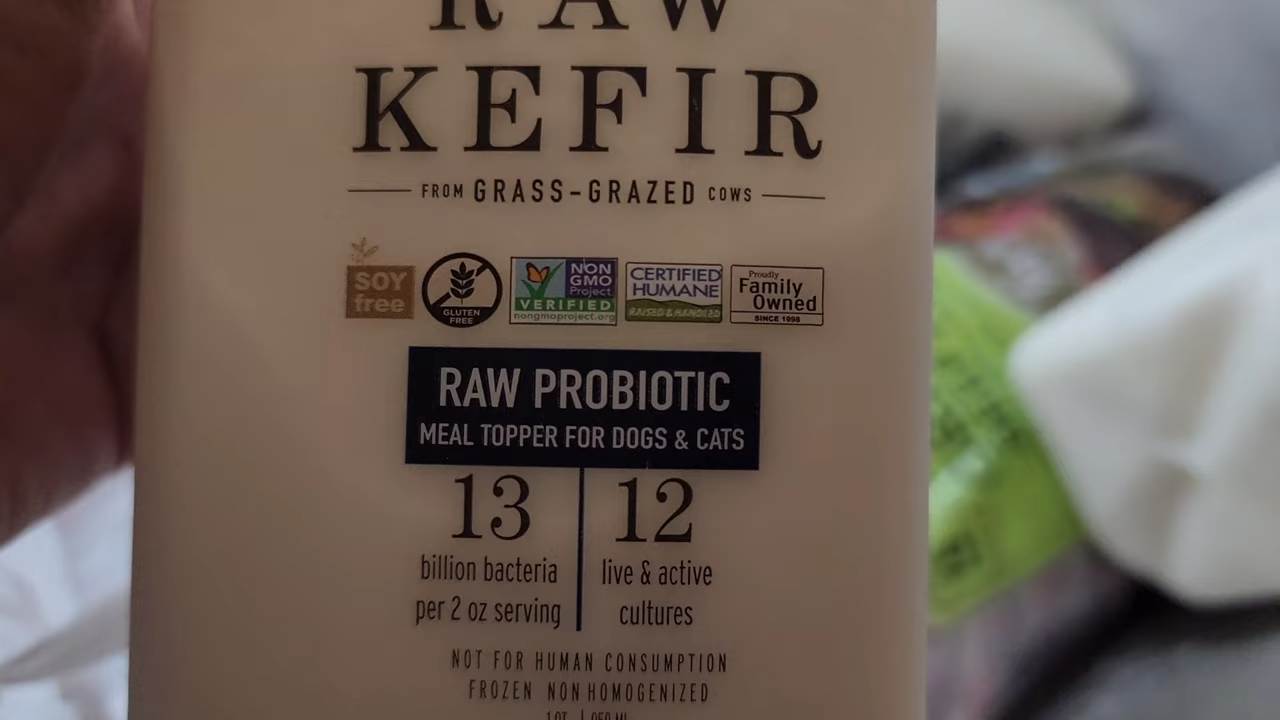 RAW
KEFIR
FROM GRASS-GRAZED COWS
SOY
free
GLUTEN
FREE
NON
GMO
Project
VERIFIED
nongmoproject.org
CERTIFIED
HUMANE
RAISED & HANDLED
Proudly
Family
Owned
SINCE 1998
RAW PROBIOTIC
MEAL TOPPER FOR DOGS & CATS
13
billion bacteria
per 2 oz serving
12
live & active
cultures
NOT FOR HUMAN CONSUMPTION
FROZEN NONHOMOGENIZED